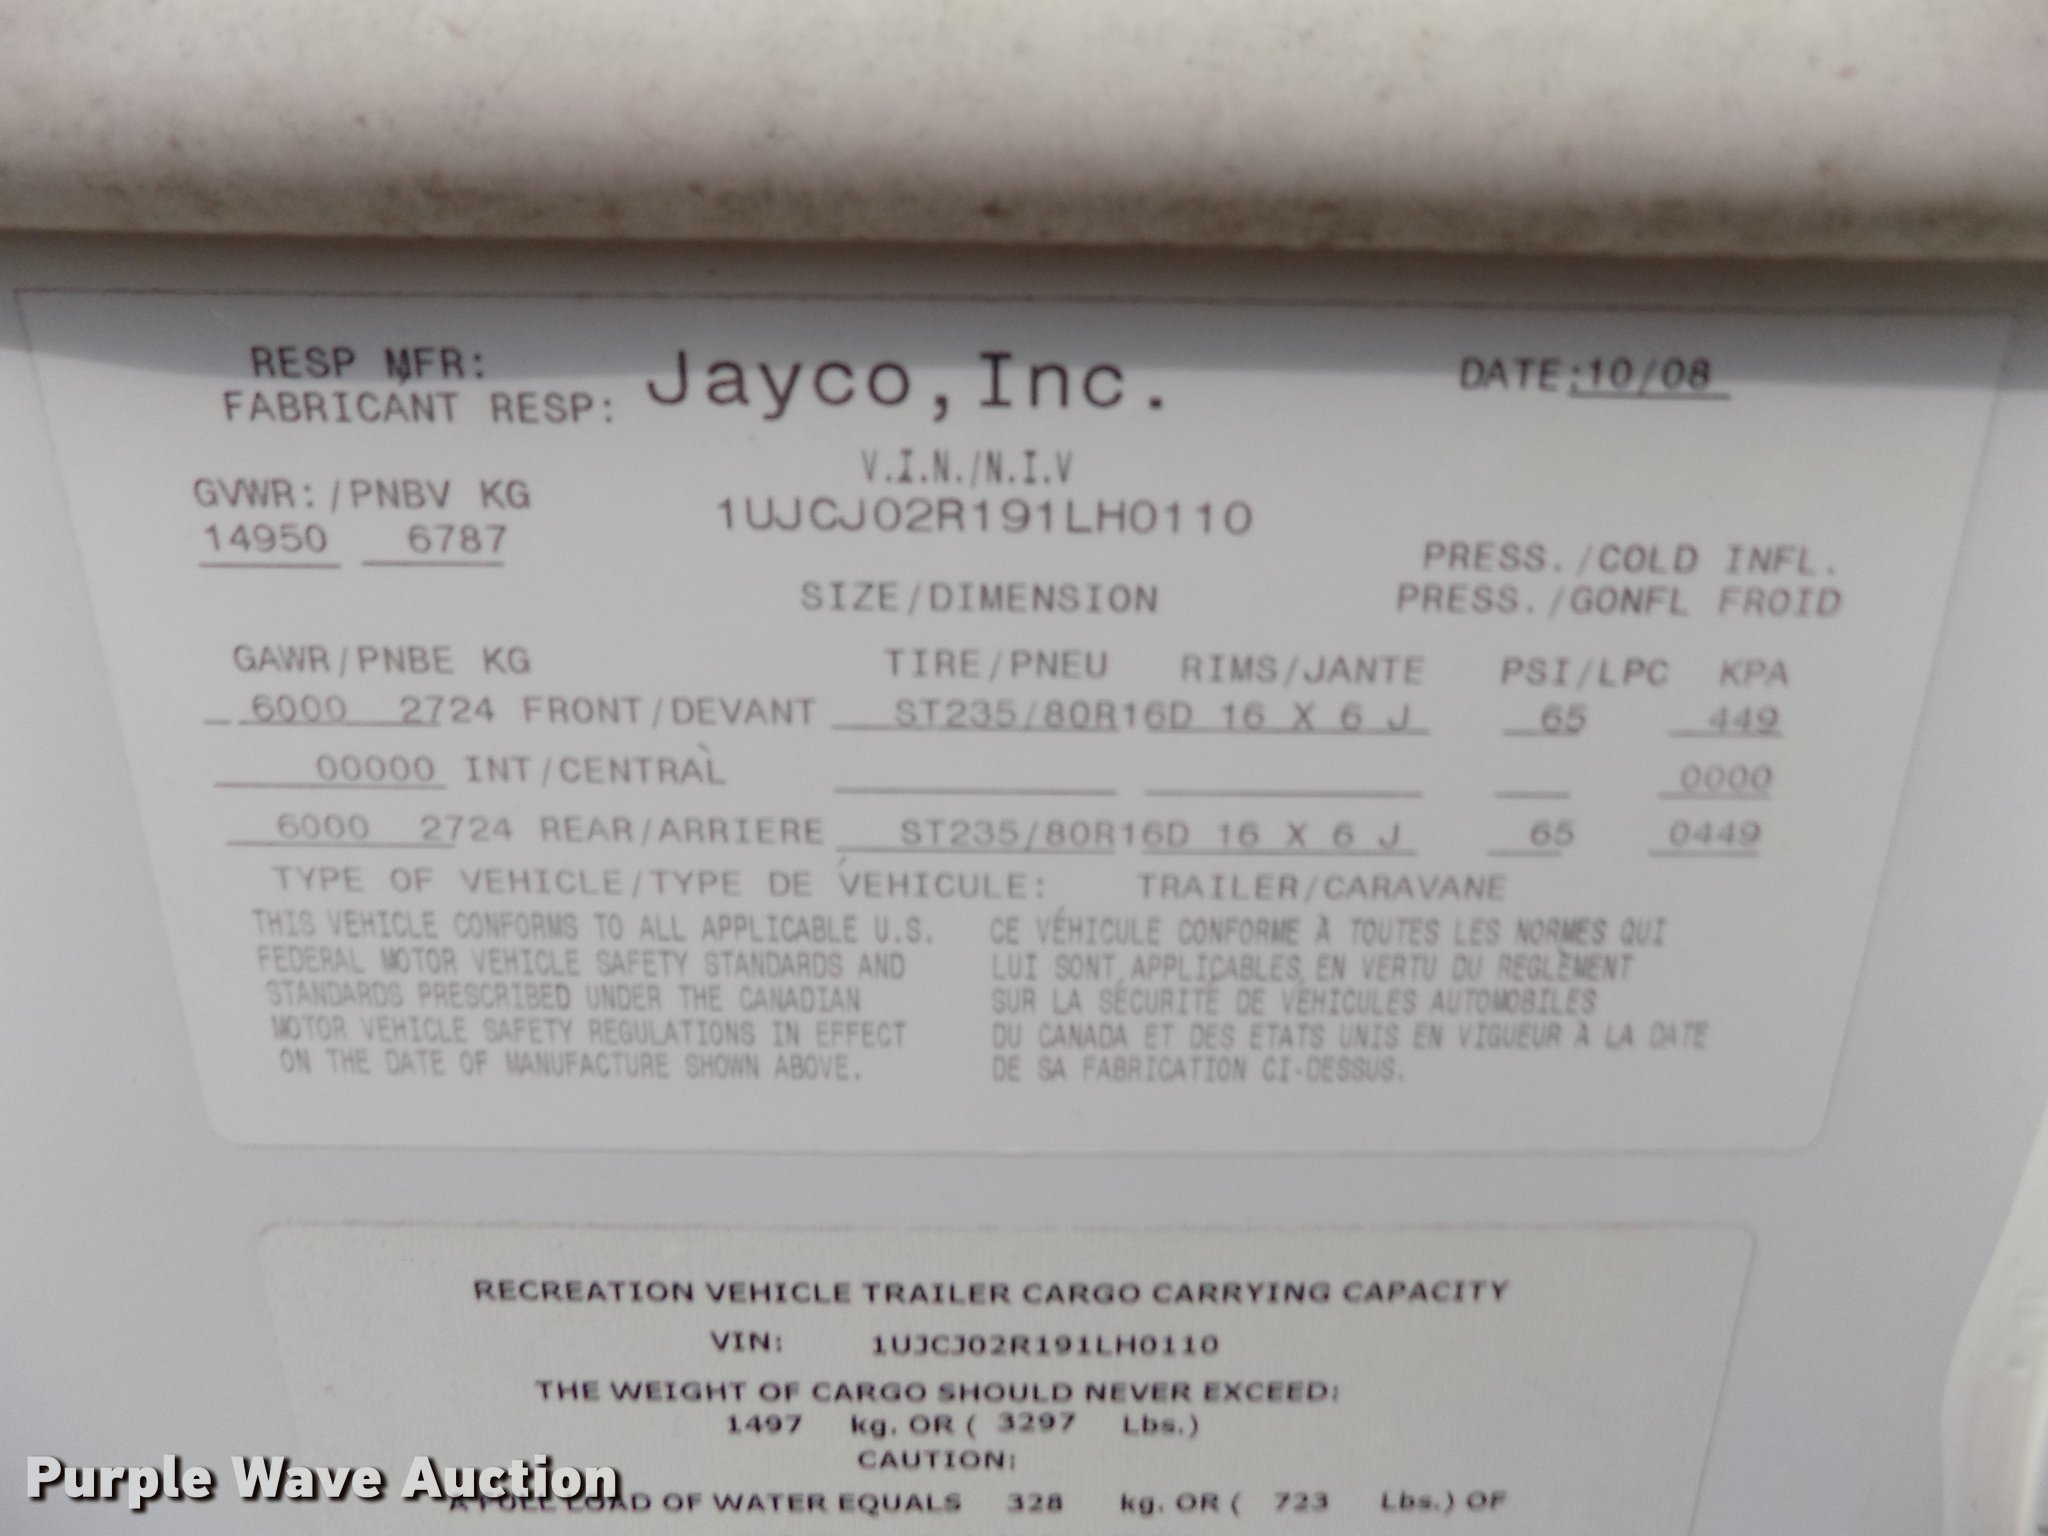 RESP MFR:
FABRICANT RESP: Jayco,Inc. DATE:10/08
V.I.N./N.I.V
GVWR:/PNBV KG
1UJCJ02R191LH0110
14950 6787
PRESS./COLD INFL.
SIZE/DIMENSION PRESS./GONFL FROID
GAWR/PNBE KG TIRE/PNEU RIMS/JANTE PSI/LPC KPA
6000 2724 FRONT/DEVANT ST235/80R16D 16 X 6 J 65 449
00000 INT/CENTRAL 0000
6000 2724 REAR/ARRIERE ST235/80R16D 16 X 6 J 65 0449
TYPE OF VEHICLE/TYPE DE VEHICULE: TRAILER/CARAVANE
THIS VEHICLE CONFORMS TO ALL APPLICABLE U.S.
FEDERAL MOTOR VEHICLE SAFETY STANDARDS AND
STANDARDS PRESCRIBED UNDER THE CANADIAN
MOTOR VEHICLE SAFETY REGULATIONS IN EFFECT
ON THE DATE OF MANUFACTURE SHOWN ABOVE.
CE VÉHICULE CONFORME À TOUTES LES NORMES QUI
LUI SONT APPLICABLES EN VERTU DU REGLEMENT
SUR LA SÉCURITÉ DE VÉHICULES AUTOMOBILES
DU CANADA ET DES ETATS UNIS EN VIGUEUR À LA DATE
DE SA FABRICATION CI-DESSUS.
RECREATION VEHICLE TRAILER CARGO CARRYING CAPACITY
VIN: 1UJCJ02R191LH0110
THE WEIGHT OF CARGO SHOULD NEVER EXCEED:
1497 kg. OR ( 3297 Lbs.)
CAUTION:
A FULL LOAD OF WATER EQUALS 328 kg. OR ( 723 Lbs.) OF
Purple Wave Auction